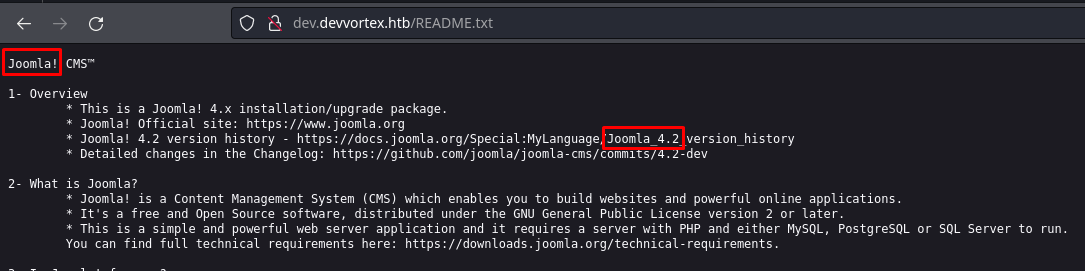 dev.devvortex.htb/README.txt
Joomla! CMS™
1- Overview
* This is a Joomla! 4.x installation/upgrade package.
* Joomla! Official site: https://www.joomla.org
* Joomla! 4.2 version history - https://docs.joomla.org/Special:MyLanguage/Joomla_4.2_version_history
* Detailed changes in the Changelog: https://github.com/joomla/joomla-cms/commits/4.2-dev
2- What is Joomla?
* Joomla! is a Content Management System (CMS) which enables you to build websites and powerful online applications.
* It's a free and Open Source software, distributed under the GNU General Public License version 2 or later.
* This is a simple and powerful web server application and it requires a server with PHP and either MySQL, PostgreSQL or SQL Server to run.
You can find full technical requirements here: https://downloads.joomla.org/technical-requirements.